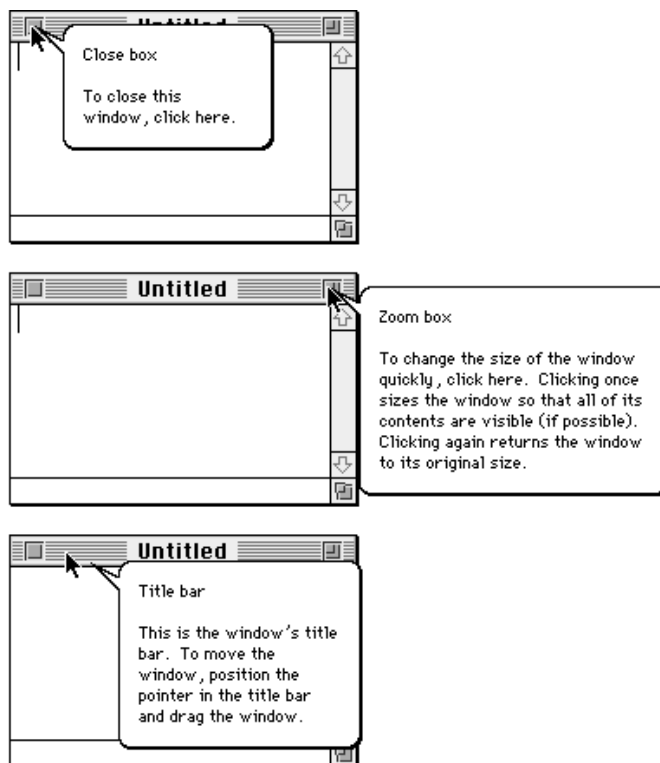 Close box
To close this
window, click here.
Untitled
Zoom box
To change the size of the window
quickly, click here. Clicking once
sizes the window so that all of its
contents are visible (if possible).
Clicking again returns the window
to its original size.
Untitled
Title bar
This is the window's title
bar. To move the
window, position the
pointer in the title bar
and drag the window.